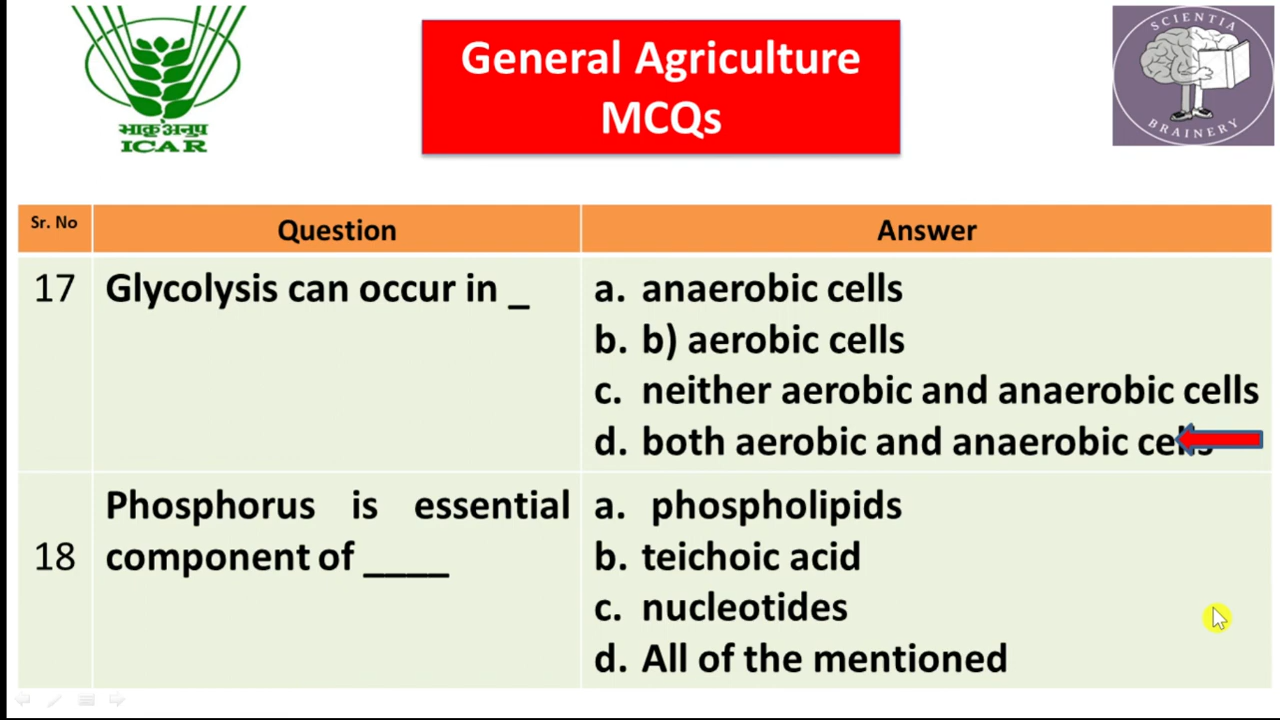 भाकृअनुप
ICAR
General Agriculture
MCQs
SCIENTIA
BRAINERY
Sr. No Question Answer
17 Glycolysis can occur in _ a. anaerobic cells
b. b) aerobic cells
c. neither aerobic and anaerobic cells
d. both aerobic and anaerobic cells
Phosphorus is essential a. phospholipids
18 component of ____ b. teichoic acid
c. nucleotides
d. All of the mentioned